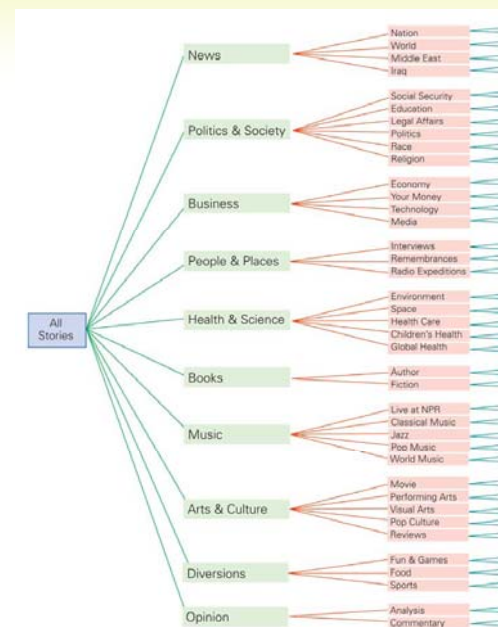 All
Stories
News
Nation
World
Middle East
Iraq
Politics & Society
Social Security
Education
Legal Affairs
Politics
Race
Religion
Business
Economy
Your Money
Technology
Media
People & Places
Interviews
Remembrances
Radio Expeditions
Health & Science
Environment
Space
Health Care
Children's Health
Global Health
Books
Author
Fiction
Music
Live at NPR
Classical Music
Jazz
Pop Music
World Music
Arts & Culture
Movie
Performing Arts
Visual Arts
Pop Culture
Reviews
Diversions
Fun & Games
Food
Sports
Opinion
Analysis
Commentary